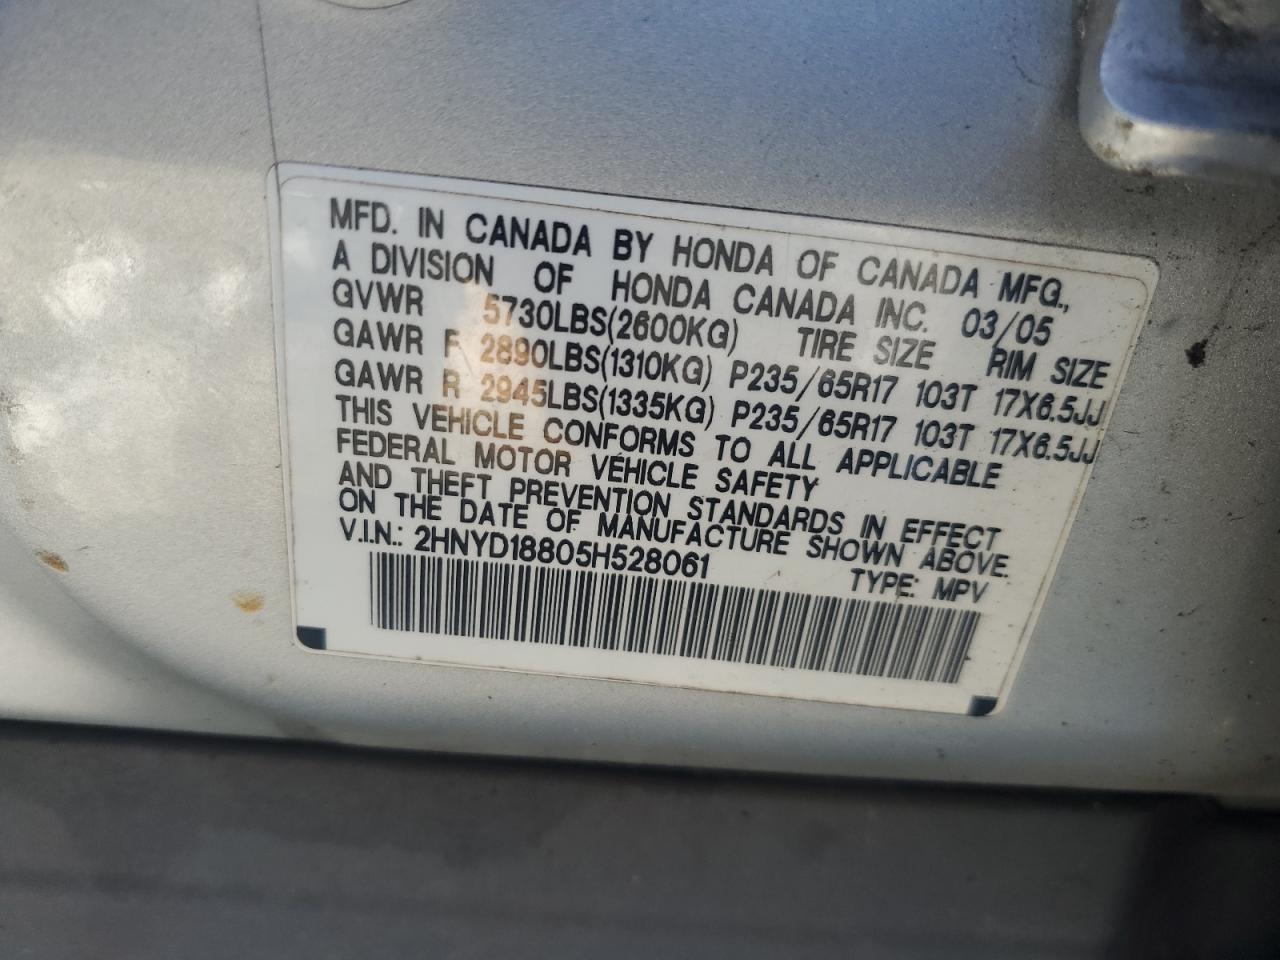 MFD. IN CANADA BY HONDA OF CANADA MFG.,
A DIVISION OF HONDA CANADA INC. 03/05
GVWR 5730LBS(2600KG) TIRE SIZE RIM SIZE
GAWR F 2890LBS(1310KG) P235/65R17 103T 17X6.5JJ
GAWR R 2945LBS(1335KG) P235/65R17 103T 17X6.5JJ
THIS VEHICLE CONFORMS TO ALL APPLICABLE
FEDERAL MOTOR VEHICLE SAFETY
AND THEFT PREVENTION STANDARDS IN EFFECT
ON THE DATE OF MANUFACTURE SHOWN ABOVE.
V.I.N.: 2HNYD18805H528061 TYPE: MPV